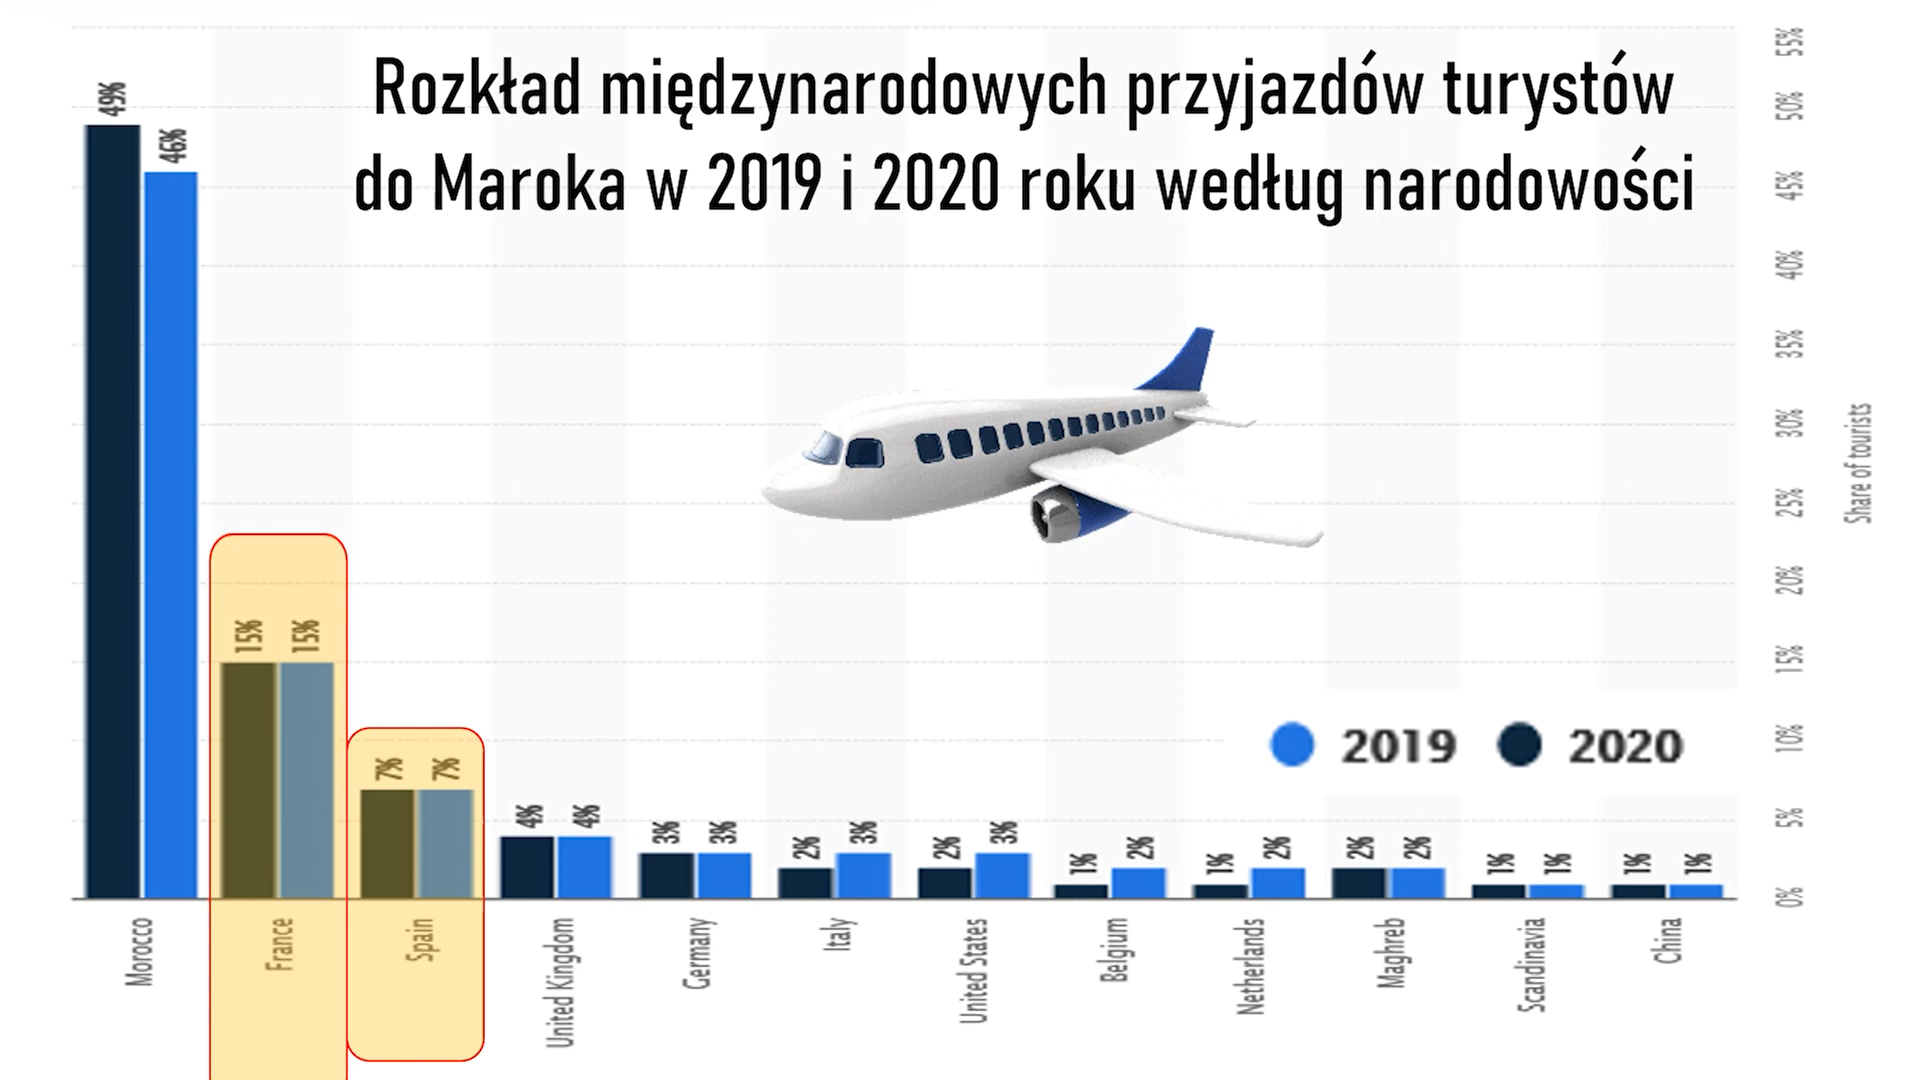 Rozkład międzynarodowych przyjazdów turystów
do Maroka w 2019 i 2020 roku według narodowości
49%
46%
15%
15%
7%
7%
4%
4%
3%
3%
2%
3%
2%
3%
1%
2%
1%
2%
2%
2%
1%
1%
1%
1%
55%
50%
45%
40%
35%
30%
25%
20%
15%
10%
5%
0%
Share of tourists
2019
2020
Morocco
France
Spain
United Kingdom
Germany
Italy
United States
Belgium
Netherlands
Maghreb
Scandinavia
China